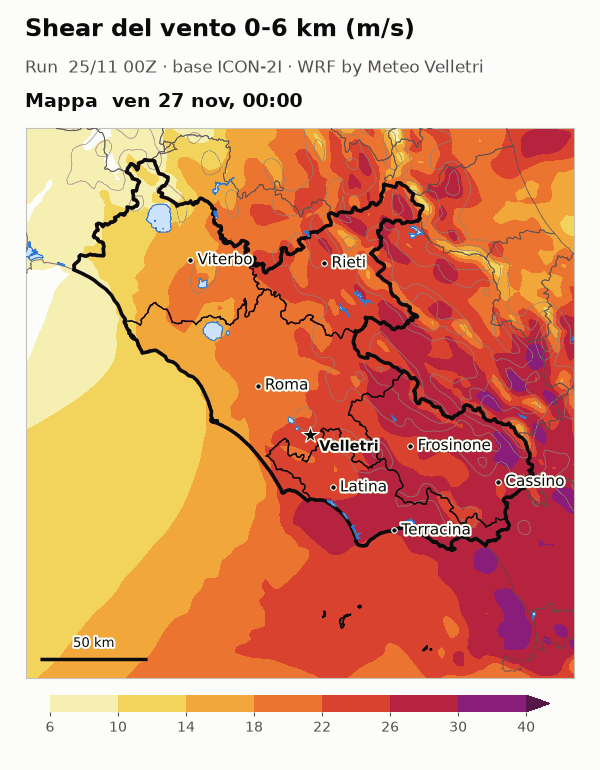 Shear del vento 0-6 km (m/s)
Run  25/11 00Z · base ICON-2I · WRF by Meteo Velletri
Mappa  ven 27 nov, 00:00
Viterbo
Rieti
Roma
Velletri
Frosinone
Latina
Cassino
Terracina
50 km
6 10 14 18 22 26 30 40